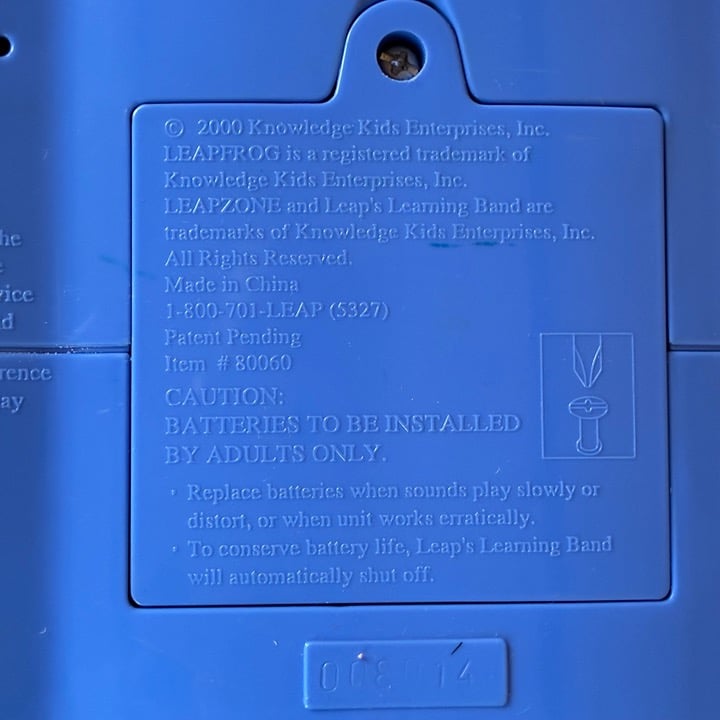 © 2000 Knowledge Kids Enterprises, Inc.
LEAPFROG is a registered trademark of
Knowledge Kids Enterprises, Inc.
LEAPZONE and Leap's Learning Band are
trademarks of Knowledge Kids Enterprises, Inc.
All Rights Reserved.
Made in China
1-800-701-LEAP (5327)
Patent Pending
Item # 80060
CAUTION:
BATTERIES TO BE INSTALLED
BY ADULTS ONLY.
· Replace batteries when sounds play slowly or
distort, or when unit works erratically.
· To conserve battery life, Leap's Learning Band
will automatically shut off.